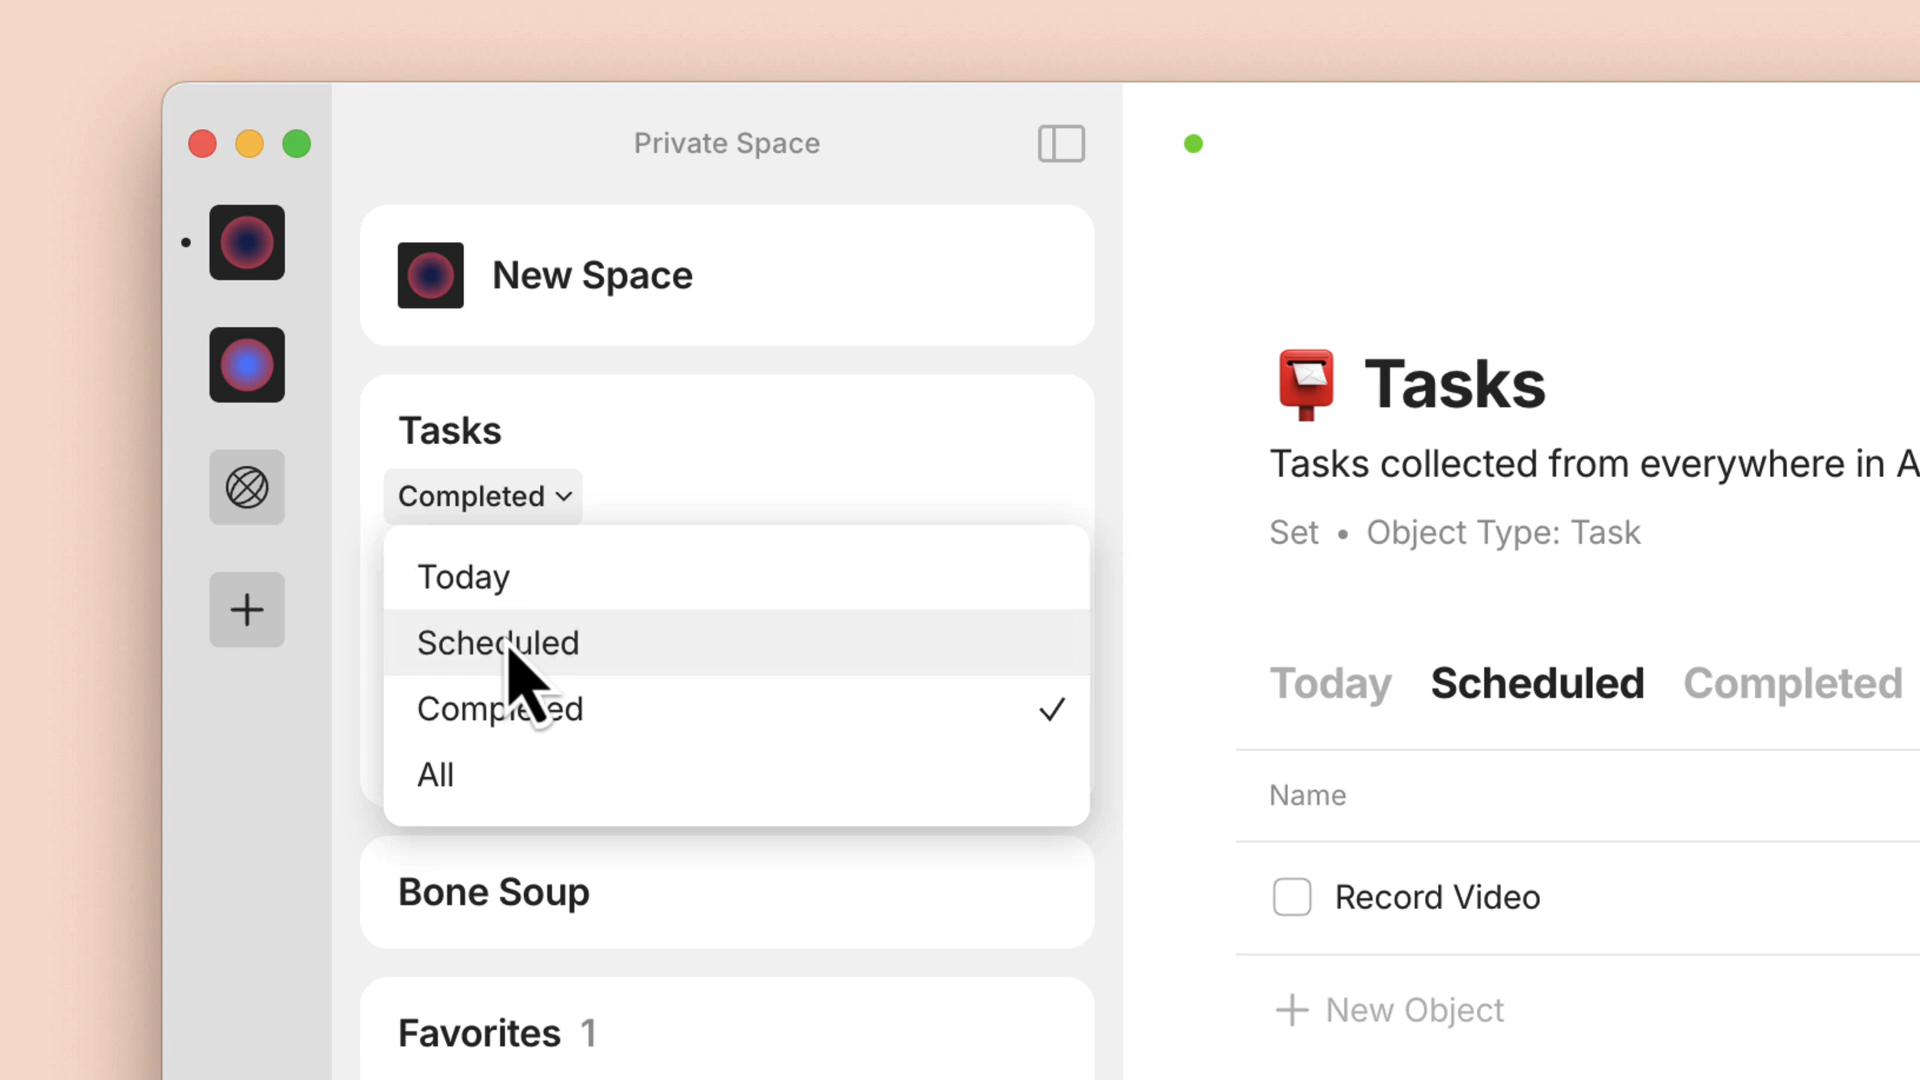 Private Space
New Space
Tasks
Completed
Today
Scheduled
Completed
All
Bone Soup
Favorites 1
Tasks
Tasks collected from everywhere in A
Set • Object Type: Task
Today Scheduled Completed
Name
Record Video
New Object